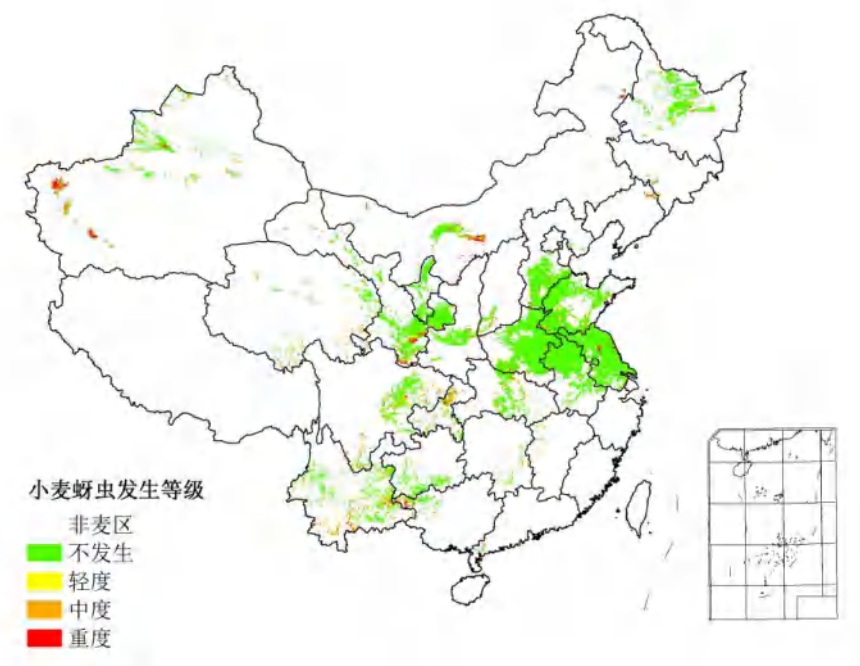 小麦蚜虫发生等级
非麦区
不发生
轻度
中度
重度